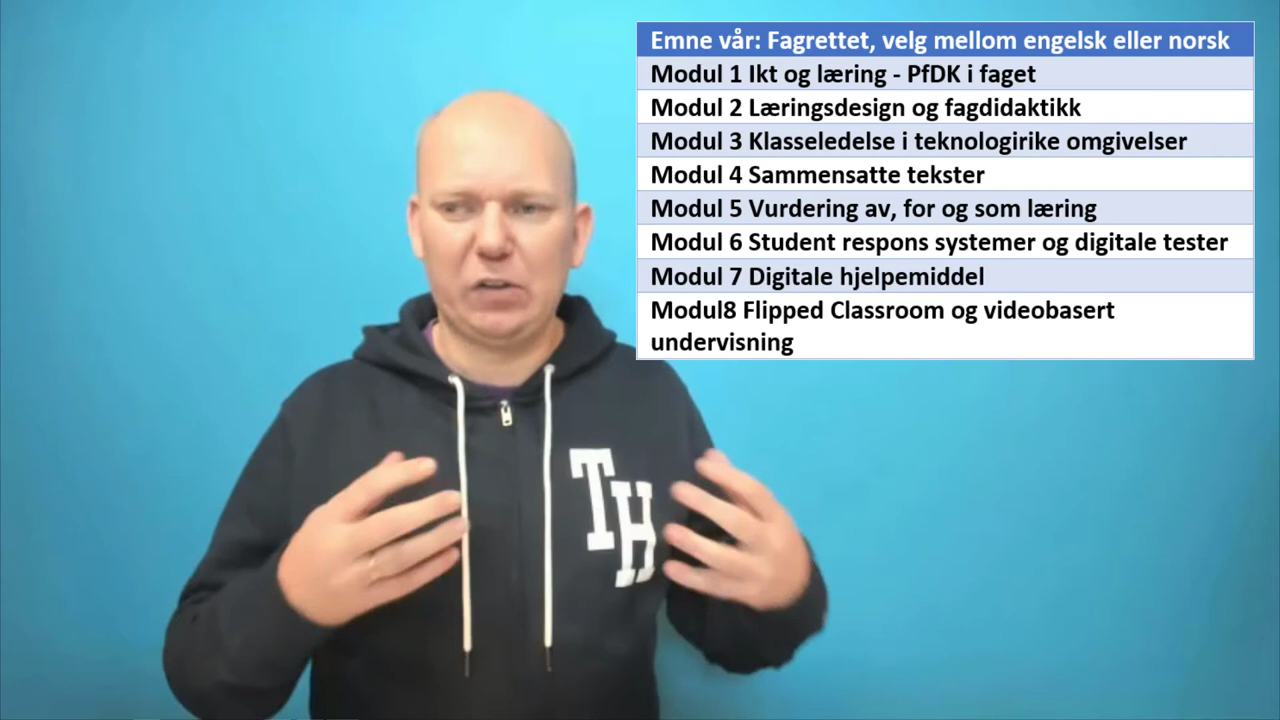 Emne vår: Fagrettet, velg mellom engelsk eller norsk
Modul 1 Ikt og læring - PfDK i faget
Modul 2 Læringsdesign og fagdidaktikk
Modul 3 Klasseledelse i teknologirike omgivelser
Modul 4 Sammensatte tekster
Modul 5 Vurdering av, for og som læring
Modul 6 Student respons systemer og digitale tester
Modul 7 Digitale hjelpemiddel
Modul8 Flipped Classroom og videobasert
undervisning
TH